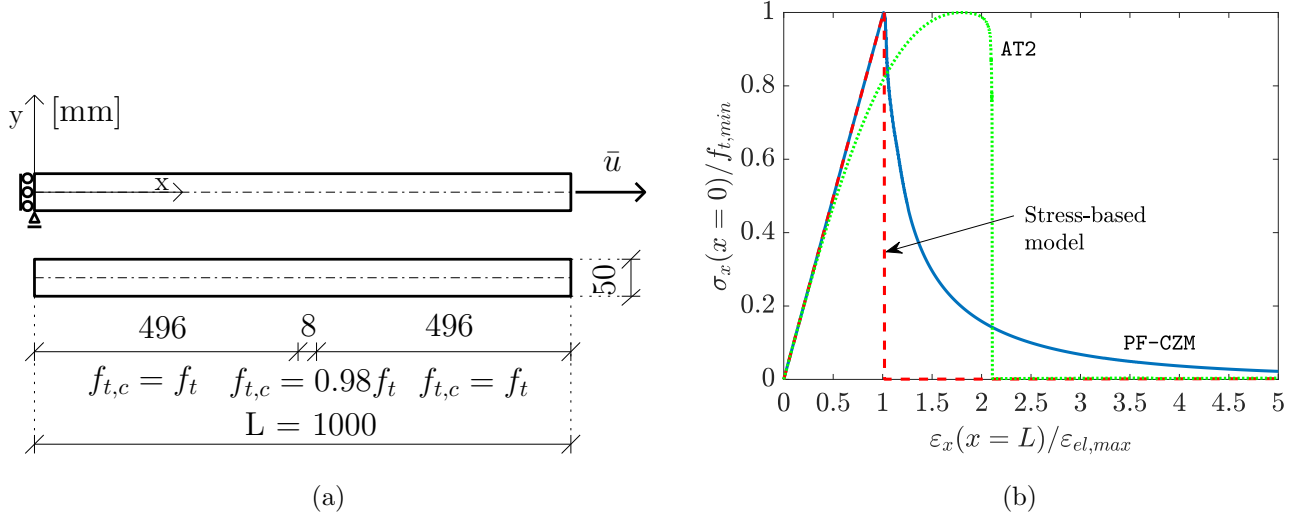 y
[mm]
x
ū
50
496 8 496
f_{t,c} = f_t f_{t,c} = 0.98f_t f_{t,c} = f_t
L = 1000
(a)
σ_x(x = 0)/f_{t,min}
1
0.8
0.6
0.4
0.2
0
AT2
Stress-based
model
PF-CZM
0 0.5 1 1.5 2 2.5 3 3.5 4 4.5 5
ε_x(x = L)/ε_{el,max}
(b)